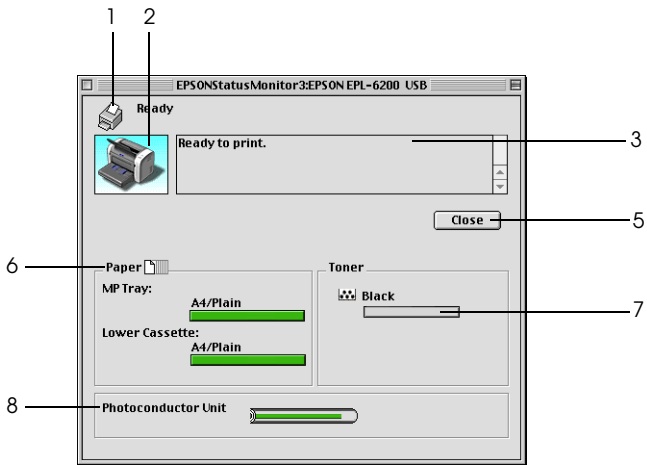 1 2
EPSONStatusMonitor3:EPSON EPL-6200 USB
Ready
Ready to print.
3
Close
5
6
Paper
Toner
MP Tray:
A4/Plain
Black
7
Lower Cassette:
A4/Plain
8
Photoconductor Unit